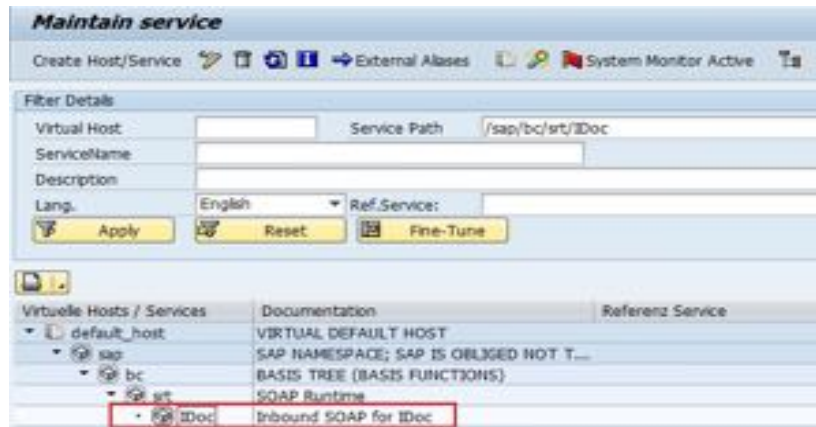 Maintain service
Create Host/Service External Aliases System Monitor Active
Filter Details
Virtual Host Service Path /sap/bc/srt/IDoc
ServiceName
Description
Lang. English Ref.Service:
Apply Reset Fine-Tune
Virtuelle Hosts / Services Documentation Referenz Service
default_host VIRTUAL DEFAULT HOST
sap SAP NAMESPACE; SAP IS OBLIGED NOT T...
bc BASIS TREE (BASIS FUNCTIONS)
srt SOAP Runtime
IDoc Inbound SOAP for IDoc